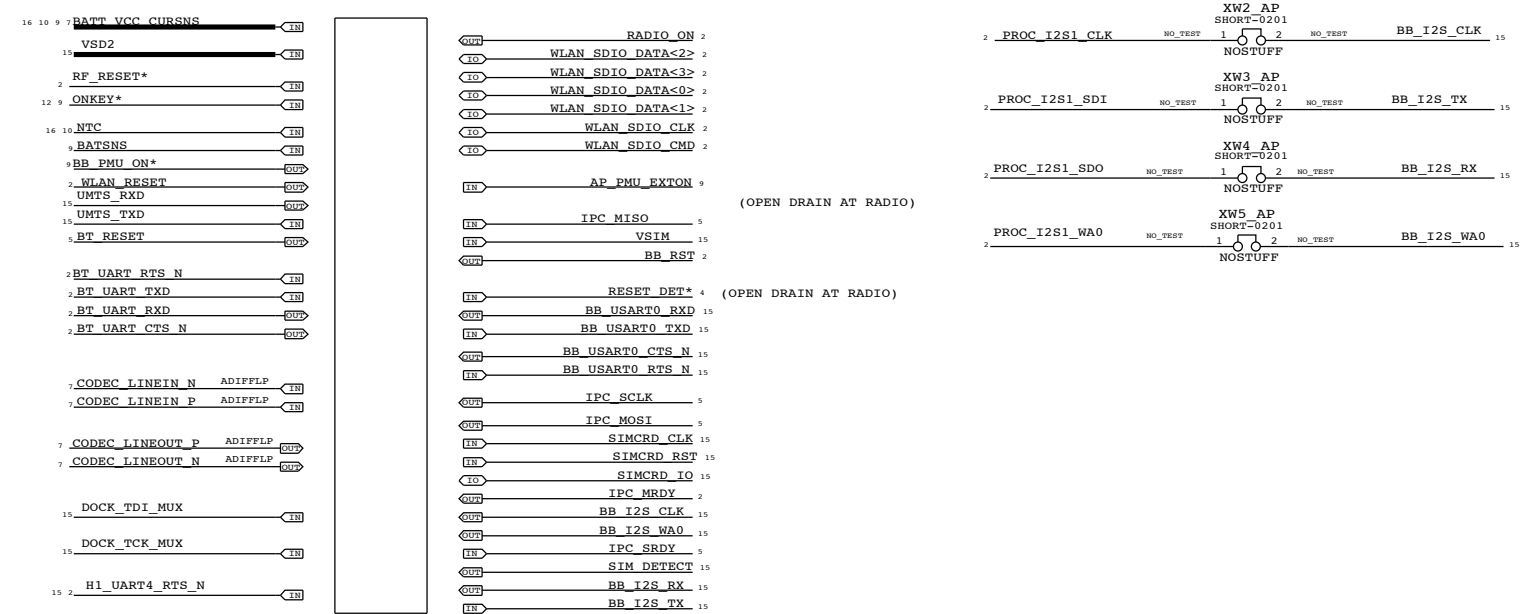 16 10 9 7 BATT_VCC_CURSNS IN
15 VSD2 IN
2 RF_RESET* IN
12 9 ONKEY* IN
16 10 NTC IN
9 BATSNS IN
9 BB_PMU_ON* OUT
2 WLAN_RESET OUT
15 UMTS_RXD OUT
15 UMTS_TXD IN
5 BT_RESET OUT
2 BT_UART_RTS_N IN
2 BT_UART_TXD IN
2 BT_UART_RXD OUT
2 BT_UART_CTS_N OUT
7 CODEC_LINEIN_N ADIFFLP IN
7 CODEC_LINEIN_P ADIFFLP IN
7 CODEC_LINEOUT_P ADIFFLP OUT
7 CODEC_LINEOUT_N ADIFFLP OUT
15 DOCK_TDI_MUX IN
15 DOCK_TCK_MUX IN
15 2 H1_UART4_RTS_N IN
OUT RADIO_ON 2
IO WLAN_SDIO_DATA<2> 2
IO WLAN_SDIO_DATA<3> 2
IO WLAN_SDIO_DATA<0> 2
IO WLAN_SDIO_DATA<1> 2
IO WLAN_SDIO_CLK 2
IO WLAN_SDIO_CMD 2
IN AP_PMU_EXTON 9
(OPEN DRAIN AT RADIO)
IN IPC_MISO 5
IN VSIM 15
OUT BB_RST 2
IN RESET_DET* 4 (OPEN DRAIN AT RADIO)
OUT BB_USART0_RXD 15
IN BB_USART0_TXD 15
OUT BB_USART0_CTS_N 15
IN BB_USART0_RTS_N 15
OUT IPC_SCLK 5
OUT IPC_MOSI 5
IN SIMCRD_CLK 15
IN SIMCRD_RST 15
IO SIMCRD_IO 15
OUT IPC_MRDY 2
OUT BB_I2S_CLK 15
OUT BB_I2S_WA0 15
IN IPC_SRDY 5
OUT SIM_DETECT 15
OUT BB_I2S_RX 15
IN BB_I2S_TX 15
XW2_AP
SHORT-0201
2 PROC_I2S1_CLK NO_TEST 1 2 NO_TEST BB_I2S_CLK 15
NOSTUFF
XW3_AP
SHORT-0201
2 PROC_I2S1_SDI NO_TEST 1 2 NO_TEST BB_I2S_TX 15
NOSTUFF
XW4_AP
SHORT-0201
2 PROC_I2S1_SDO NO_TEST 1 2 NO_TEST BB_I2S_RX 15
NOSTUFF
XW5_AP
SHORT-0201
2 PROC_I2S1_WA0 NO_TEST 1 2 NO_TEST BB_I2S_WA0 15
NOSTUFF